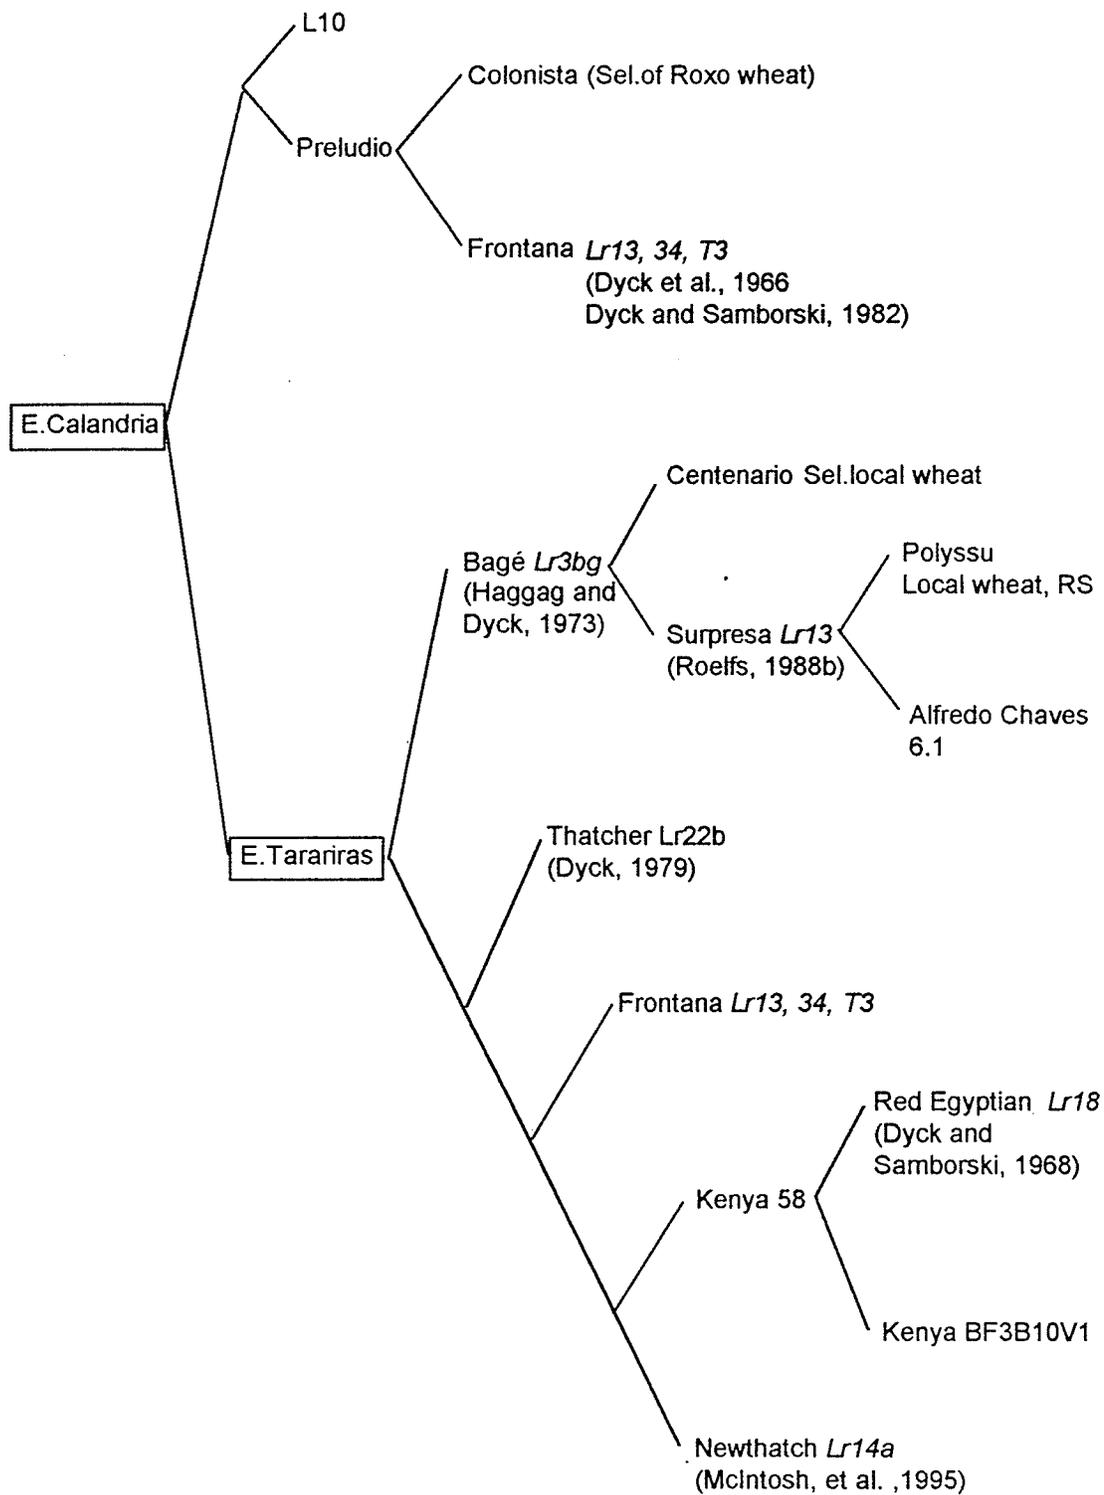 L10
Colonista (Sel.of Roxo wheat)
Preludio
Frontana Lr13, 34, T3
(Dyck et al., 1966
Dyck and Samborski, 1982)
E.Calandria
Centenario Sel.local wheat
Bagé Lr3bg
(Haggag and
Dyck, 1973)
Polyssu
Local wheat, RS
Surpresa Lr13
(Roelfs, 1988b)
Alfredo Chaves
6.1
Thatcher Lr22b
(Dyck, 1979)
E.Tarariras
Frontana Lr13, 34, T3
Red Egyptian Lr18
(Dyck and
Samborski, 1968)
Kenya 58
Kenya BF3B10V1
Newthatch Lr14a
(McIntosh, et al. ,1995)